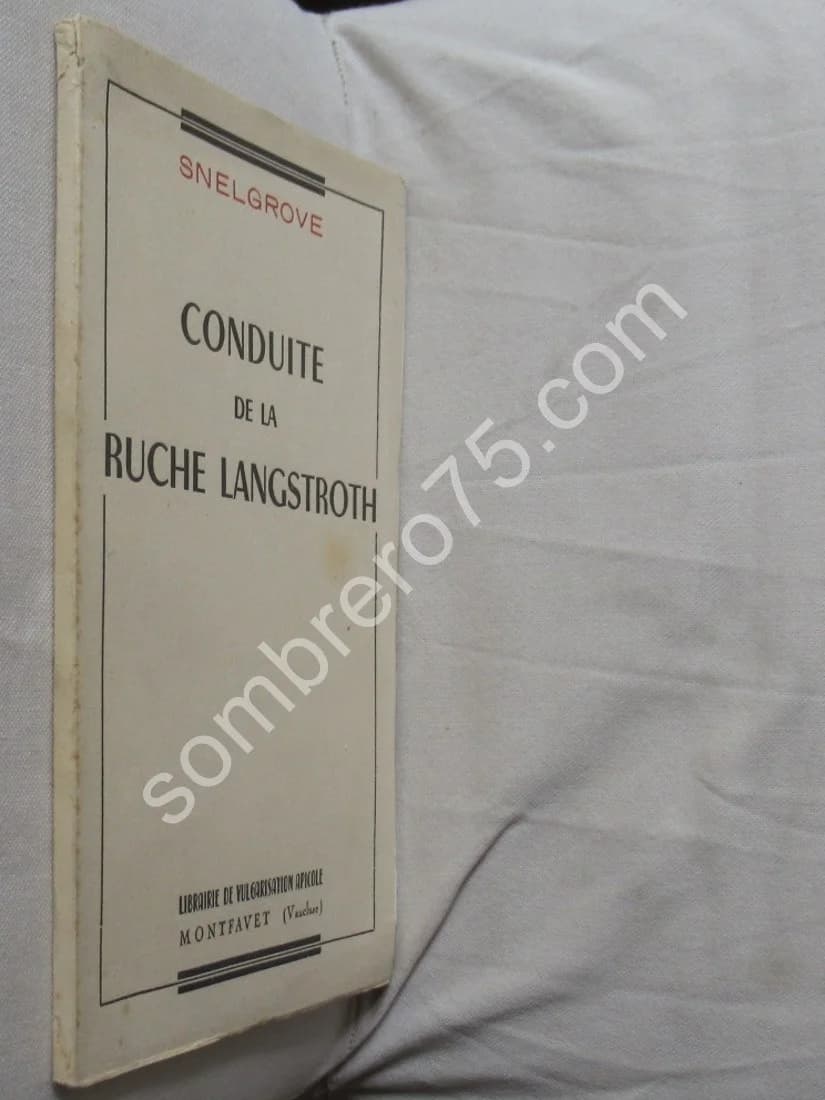 SNELGROVE
CONDUITE
DE LA
RUCHE LANGSTROTH
LIBRAIRIE DE VULGARISATION APICOLE
MONTFAVET (Vaucluse)
sombrero75.com